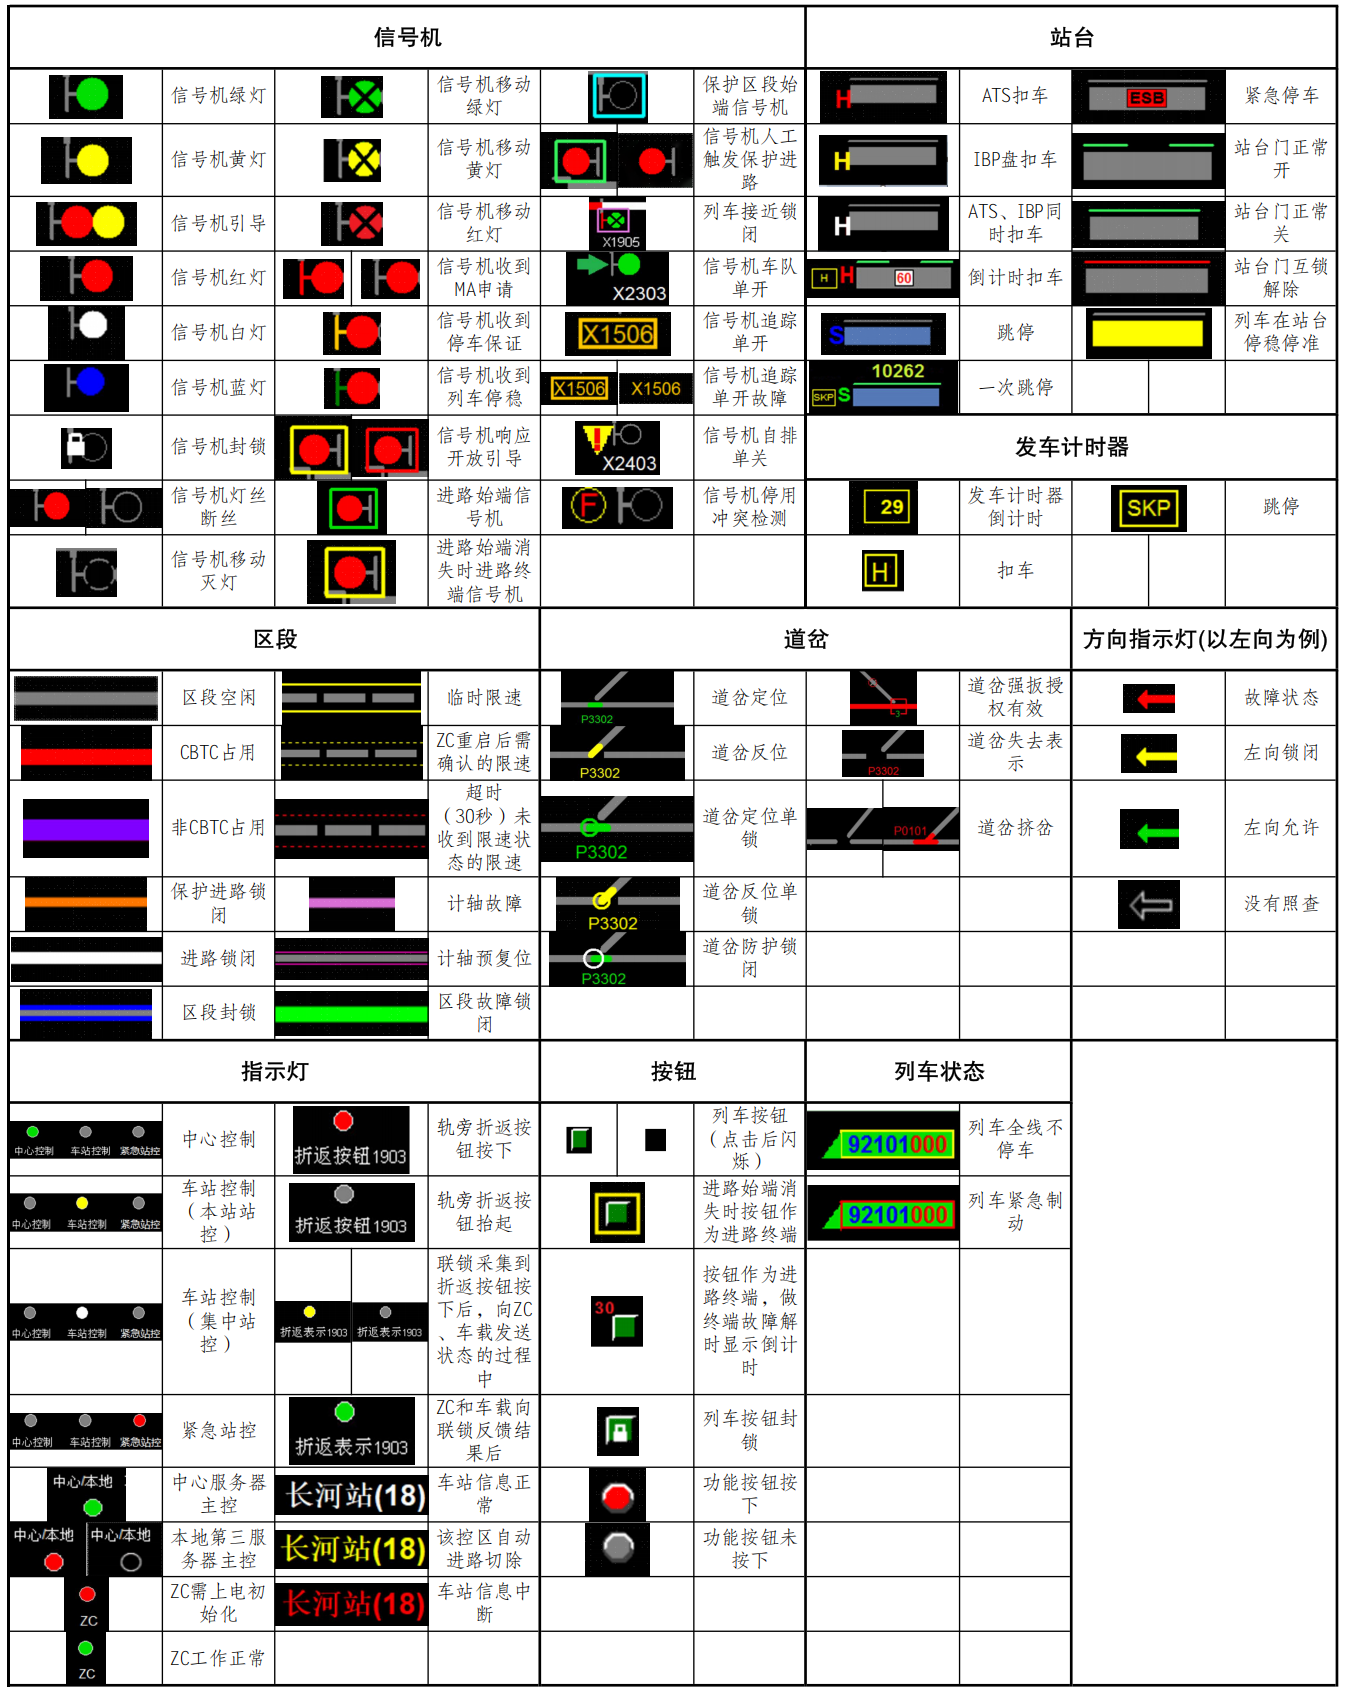 信号机
站台
信号机绿灯
信号机移动
绿灯
保护区段始
端信号机
H
ATS扣车
ESB
紧急停车
信号机黄灯
信号机移动
黄灯
信号机人工
触发保护进
路
H
IBP盘扣车
站台门正常
开
信号机引导
信号机移动
红灯
X1905
列车接近锁
闭
H
ATS、IBP同
时扣车
站台门正常
关
信号机红灯
信号机收到
MA申请
X2303
信号机车队
单开
H
H
60
倒计时扣车
站台门互锁
解除
信号机白灯
信号机收到
停车保证
X1506
信号机追踪
单开
S
跳停
列车在站台
停稳停准
信号机蓝灯
信号机收到
列车停稳
X1506
X1506
信号机追踪
单开故障
10262
SKP
S
一次跳停
信号机封锁
信号机响应
开放引导
X2403
信号机自排
单关
发车计时器
信号机灯丝
断丝
进路始端信
号机
F
信号机停用
冲突检测
29
发车计时器
倒计时
SKP
跳停
信号机移动
灭灯
进路始端消
失时进路终
端信号机
H
扣车
区段
道岔
方向指示灯(以左向为例)
区段空闲
临时限速
P3302
道岔定位
3
道岔强扳授
权有效
故障状态
CBTC占用
ZC重启后需
确认的限速
P3302
道岔反位
P3302
道岔失去表
示
左向锁闭
非CBTC占用
超时
（30秒）未
收到限速状
态的限速
P3302
道岔定位单
锁
P0101
道岔挤岔
左向允许
保护进路锁
闭
计轴故障
P3302
道岔反位单
锁
没有照查
进路锁闭
计轴预复位
P3302
道岔防护锁
闭
区段封锁
区段故障锁
闭
指示灯
按钮
列车状态
中心控制 车站控制 紧急站控
中心控制
折返按钮1903
轨旁折返按
钮按下
列车按钮
（点击后闪
烁）
92101000
列车全线不
停车
中心控制 车站控制 紧急站控
车站控制
（本站站
控）
折返按钮1903
轨旁折返按
钮抬起
进路始端消
失时按钮作
为进路终端
92101000
列车紧急制
动
中心控制 车站控制 紧急站控
车站控制
（集中站
控）
折返表示1903
折返表示1903
联锁采集到
折返按钮按
下后，向ZC
、车载发送
状态的过程
中
30
按钮作为进
路终端，做
终端故障解
时显示倒计
时
中心控制 车站控制 紧急站控
紧急站控
折返表示1903
ZC和车载向
联锁反馈结
果后
列车按钮封
锁
中心/本地
中心服务器
主控
长河站(18)
车站信息正
常
功能按钮按
下
中心/本地
中心/本地
本地第三服
务器主控
长河站(18)
该控区自动
进路切除
功能按钮未
按下
ZC
ZC需上电初
始化
长河站(18)
车站信息中
断
ZC
ZC工作正常